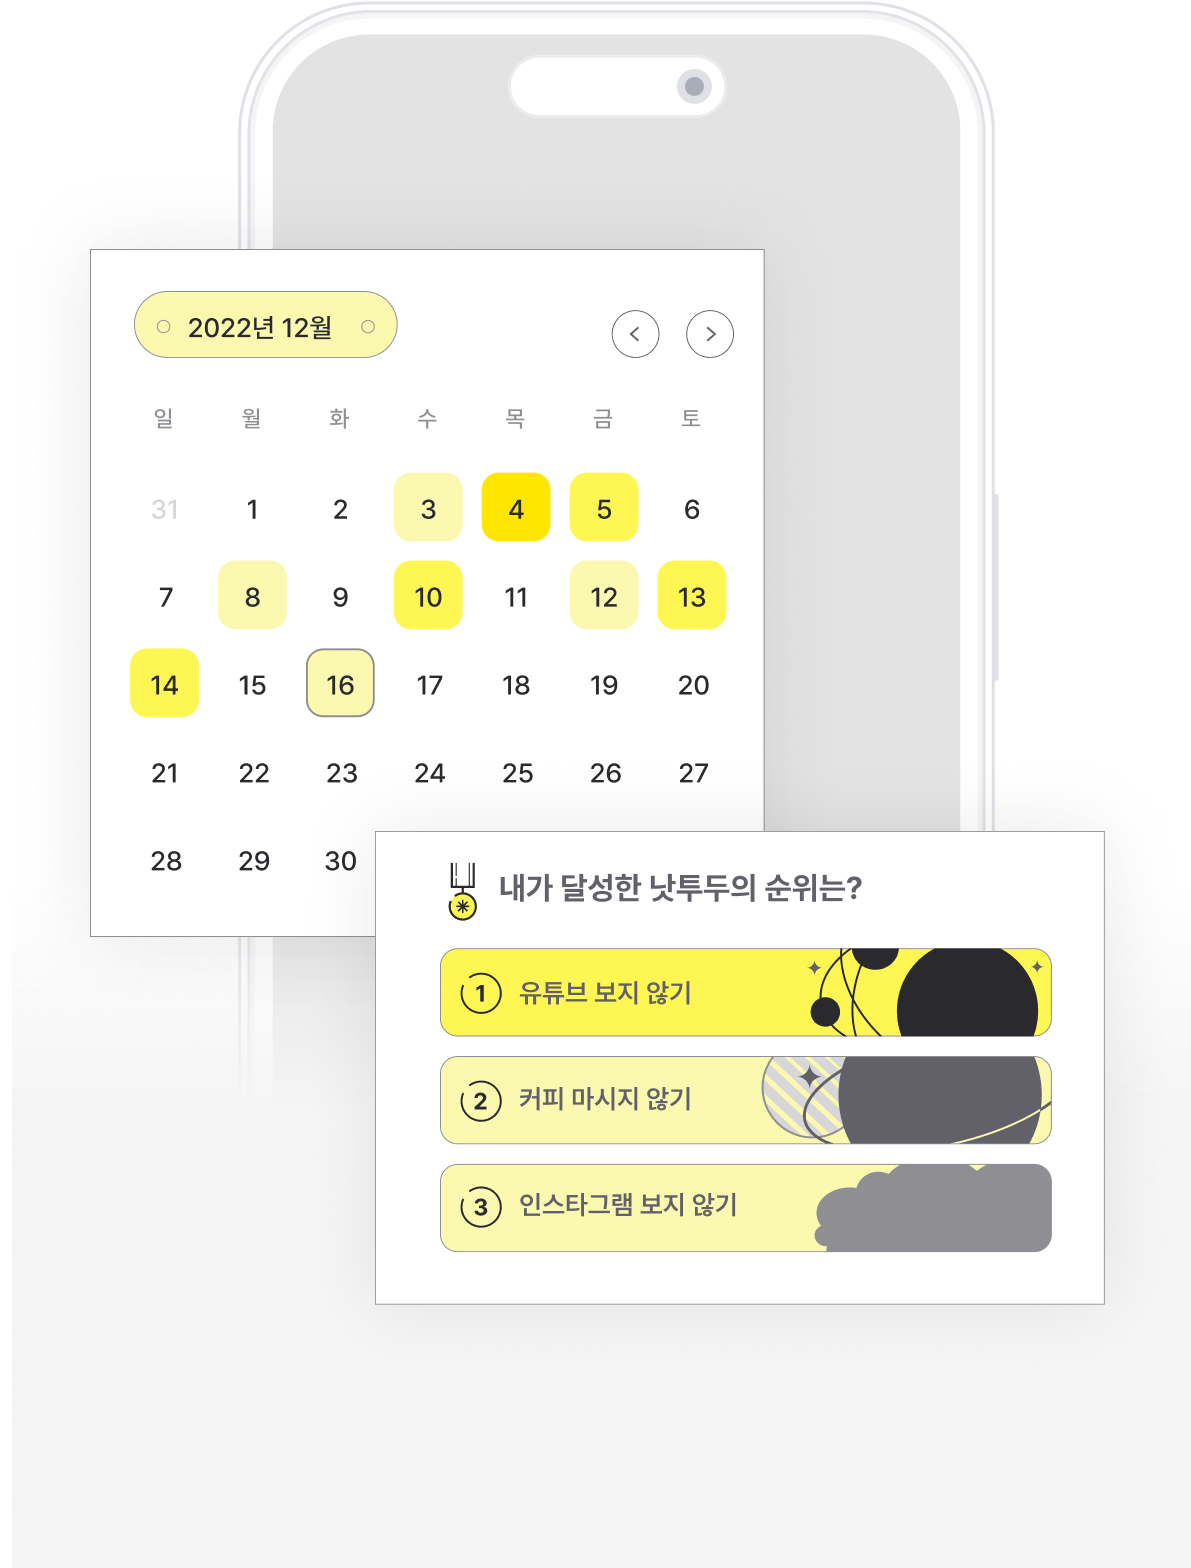 2022년 12월
일 월 화 수 목 금 토
31 1 2 3 4 5 6
7 8 9 10 11 12 13
14 15 16 17 18 19 20
21 22 23 24 25 26 27
28 29 30
내가 달성한 낫투두의 순위는?
1 유튜브 보지 않기
2 커피 마시지 않기
3 인스타그램 보지 않기